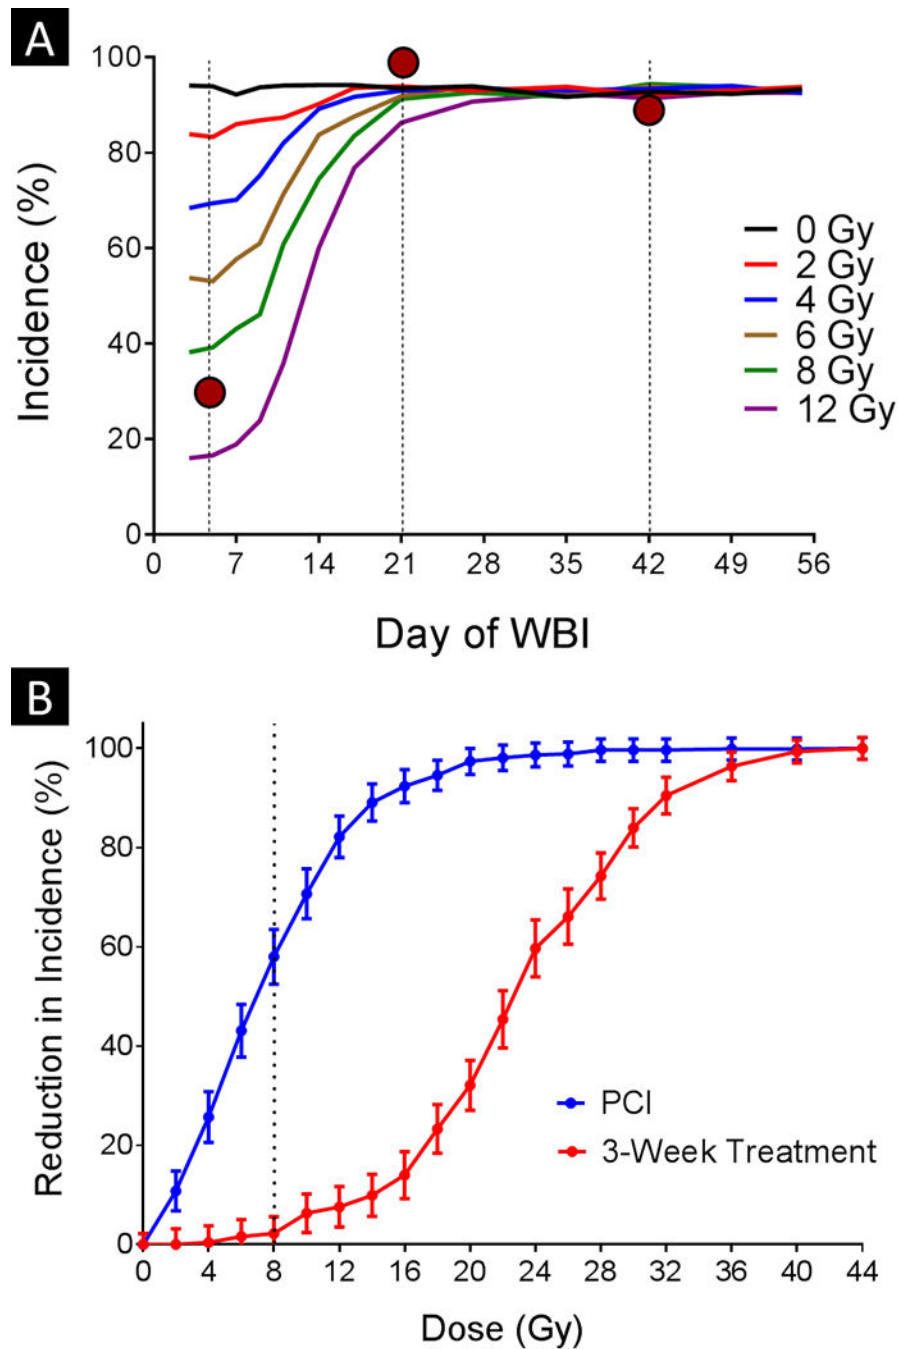 A
100
80
60
40
20
0
Incidence (%)
0 Gy
2 Gy
4 Gy
6 Gy
8 Gy
12 Gy
0 7 14 21 28 35 42 49 56
Day of WBI
B
100
80
60
40
20
0
Reduction in Incidence (%)
PCI
3-Week Treatment
0 4 8 12 16 20 24 28 32 36 40 44
Dose (Gy)